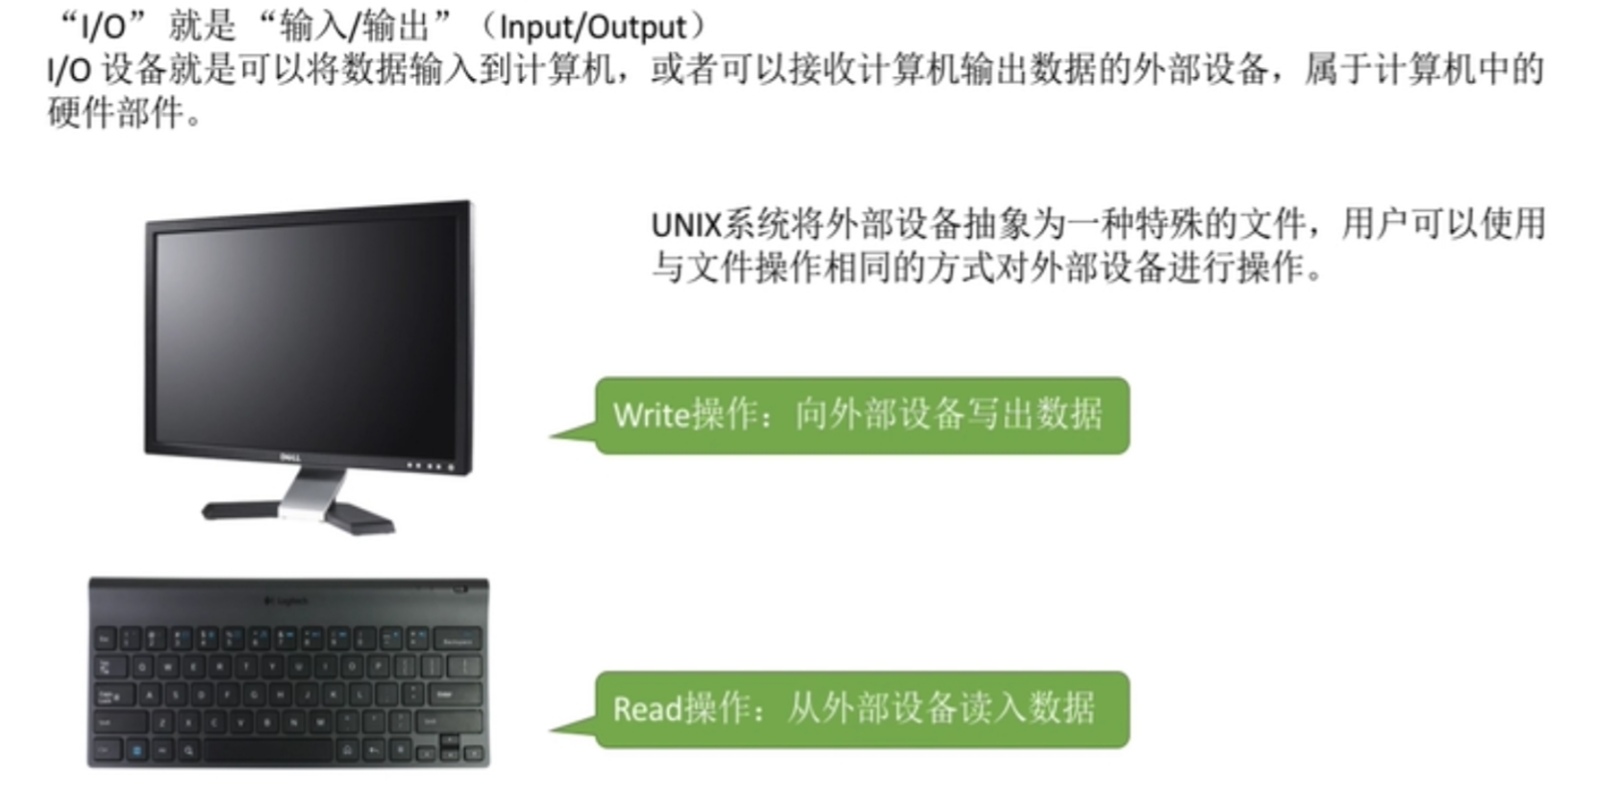 “I/O” 就是 “输入/输出”（Input/Output）
I/O 设备就是可以将数据输入到计算机，或者可以接收计算机输出数据的外部设备，属于计算机中的
硬件部件。
UNIX系统将外部设备抽象为一种特殊的文件，用户可以使用
与文件操作相同的方式对外部设备进行操作。
Write操作：向外部设备写出数据
DELL
Logitech
Q W E R T Y U I O P
A S D F G H J K L
Z X C V B N M
Read操作：从外部设备读入数据